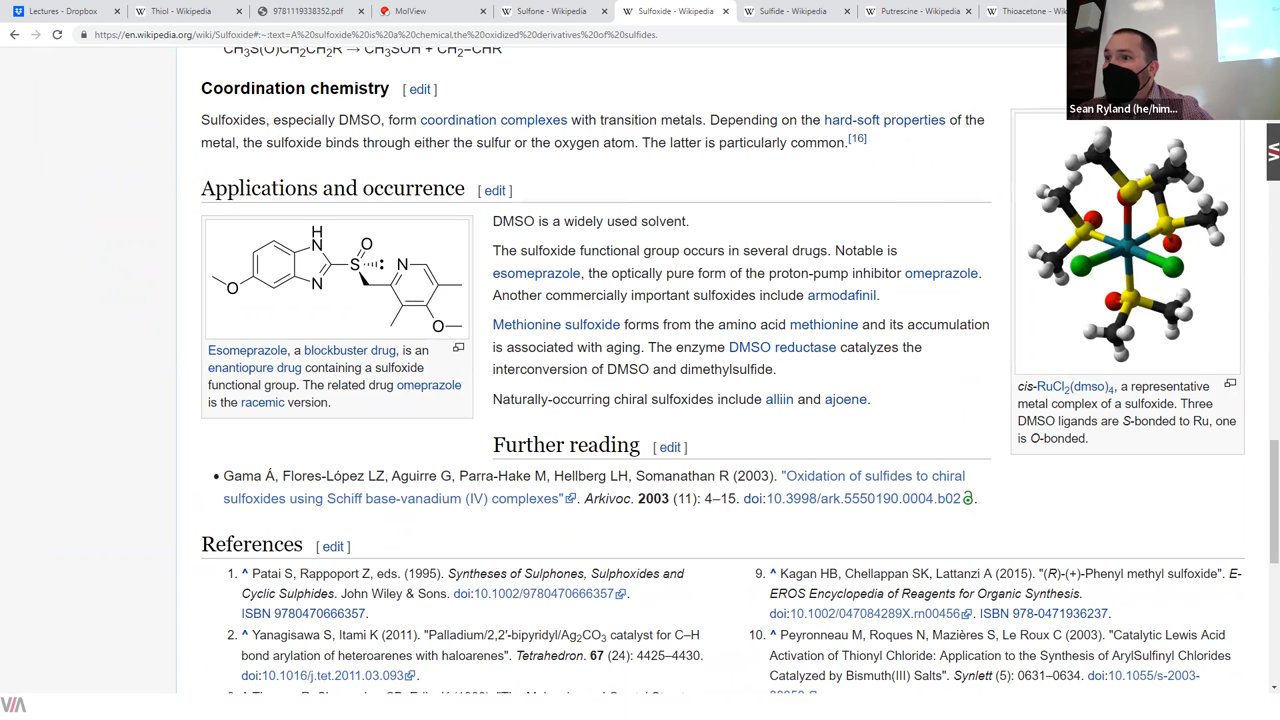 Lectures - Dropbox
Thiol - Wikipedia
9781119338352.pdf
MolView
Sulfone - Wikipedia
Sulfoxide - Wikipedia
Sulfide - Wikipedia
Putrescine - Wikipedia
Thioacetone - W
https://en.wikipedia.org/wiki/Sulfoxide#:~:text=A%20sulfoxide%20is%20a%20chemical,the%20oxidized%20derivatives%20of%20sulfides.
Sean Ryland (he/him...
CH3S(O)CH2CH2R → CH3SOH + CH2=CHR
Coordination chemistry [ edit ]
Sulfoxides, especially DMSO, form coordination complexes with transition metals. Depending on the hard-soft properties of the
metal, the sulfoxide binds through either the sulfur or the oxygen atom. The latter is particularly common.[16]
Applications and occurrence [ edit ]
H
N
O
S
N
N
O
O
Esomeprazole, a blockbuster drug, is an
enantiopure drug containing a sulfoxide
functional group. The related drug omeprazole
is the racemic version.
DMSO is a widely used solvent.
The sulfoxide functional group occurs in several drugs. Notable is
esomeprazole, the optically pure form of the proton-pump inhibitor omeprazole.
Another commercially important sulfoxides include armodafinil.
Methionine sulfoxide forms from the amino acid methionine and its accumulation
is associated with aging. The enzyme DMSO reductase catalyzes the
interconversion of DMSO and dimethylsulfide.
Naturally-occurring chiral sulfoxides include alliin and ajoene.
cis-RuCl2(dmso)4, a representative
metal complex of a sulfoxide. Three
DMSO ligands are S-bonded to Ru, one
is O-bonded.
Further reading [ edit ]
• Gama Á, Flores-López LZ, Aguirre G, Parra-Hake M, Hellberg LH, Somanathan R (2003). "Oxidation of sulfides to chiral
sulfoxides using Schiff base-vanadium (IV) complexes". Arkivoc. 2003 (11): 4–15. doi:10.3998/ark.5550190.0004.b02.
References [ edit ]
1. ^ Patai S, Rappoport Z, eds. (1995). Syntheses of Sulphones, Sulphoxides and
Cyclic Sulphides. John Wiley & Sons. doi:10.1002/9780470666357.
ISBN 9780470666357.
2. ^ Yanagisawa S, Itami K (2011). "Palladium/2,2′-bipyridyl/Ag2CO3 catalyst for C–H
bond arylation of heteroarenes with haloarenes". Tetrahedron. 67 (24): 4425–4430.
doi:10.1016/j.tet.2011.03.093.
9. ^ Kagan HB, Chellappan SK, Lattanzi A (2015). "(R)-(+)-Phenyl methyl sulfoxide". E-
EROS Encyclopedia of Reagents for Organic Synthesis.
doi:10.1002/047084289X.rn00456. ISBN 978-0471936237.
10. ^ Peyronneau M, Roques N, Mazières S, Le Roux C (2003). "Catalytic Lewis Acid
Activation of Thionyl Chloride: Application to the Synthesis of ArylSulfinyl Chlorides
Catalyzed by Bismuth(III) Salts". Synlett (5): 0631–0634. doi:10.1055/s-2003-